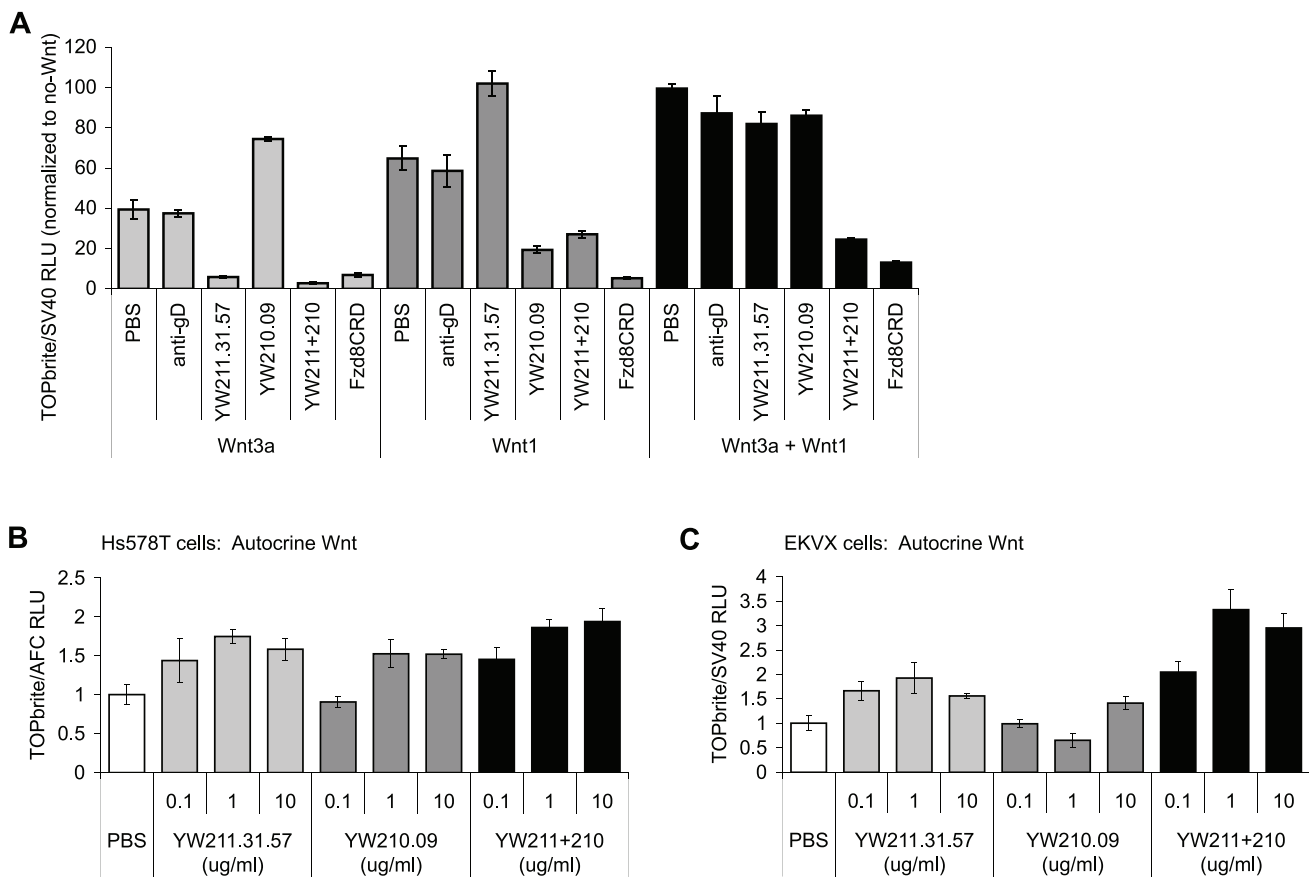 A
TOPbrite/SV40 RLU (normalized to no-Wnt)
120
100
80
60
40
20
0
PBS
anti-gD
YW211.31.57
YW210.09
YW211+210
Fzd8CRD
PBS
anti-gD
YW211.31.57
YW210.09
YW211+210
Fzd8CRD
PBS
anti-gD
YW211.31.57
YW210.09
YW211+210
Fzd8CRD
Wnt3a
Wnt1
Wnt3a + Wnt1
B
Hs578T cells: Autocrine Wnt
TOPbrite/AFC RLU
2.5
2
1.5
1
0.5
0
0.1
1
10
0.1
1
10
0.1
1
10
PBS
YW211.31.57
(ug/ml)
YW210.09
(ug/ml)
YW211+210
(ug/ml)
C
EKVX cells: Autocrine Wnt
TOPbrite/SV40 RLU
4
3.5
3
2.5
2
1.5
1
0.5
0
0.1
1
10
0.1
1
10
0.1
1
10
PBS
YW211.31.57
(ug/ml)
YW210.09
(ug/ml)
YW211+210
(ug/ml)